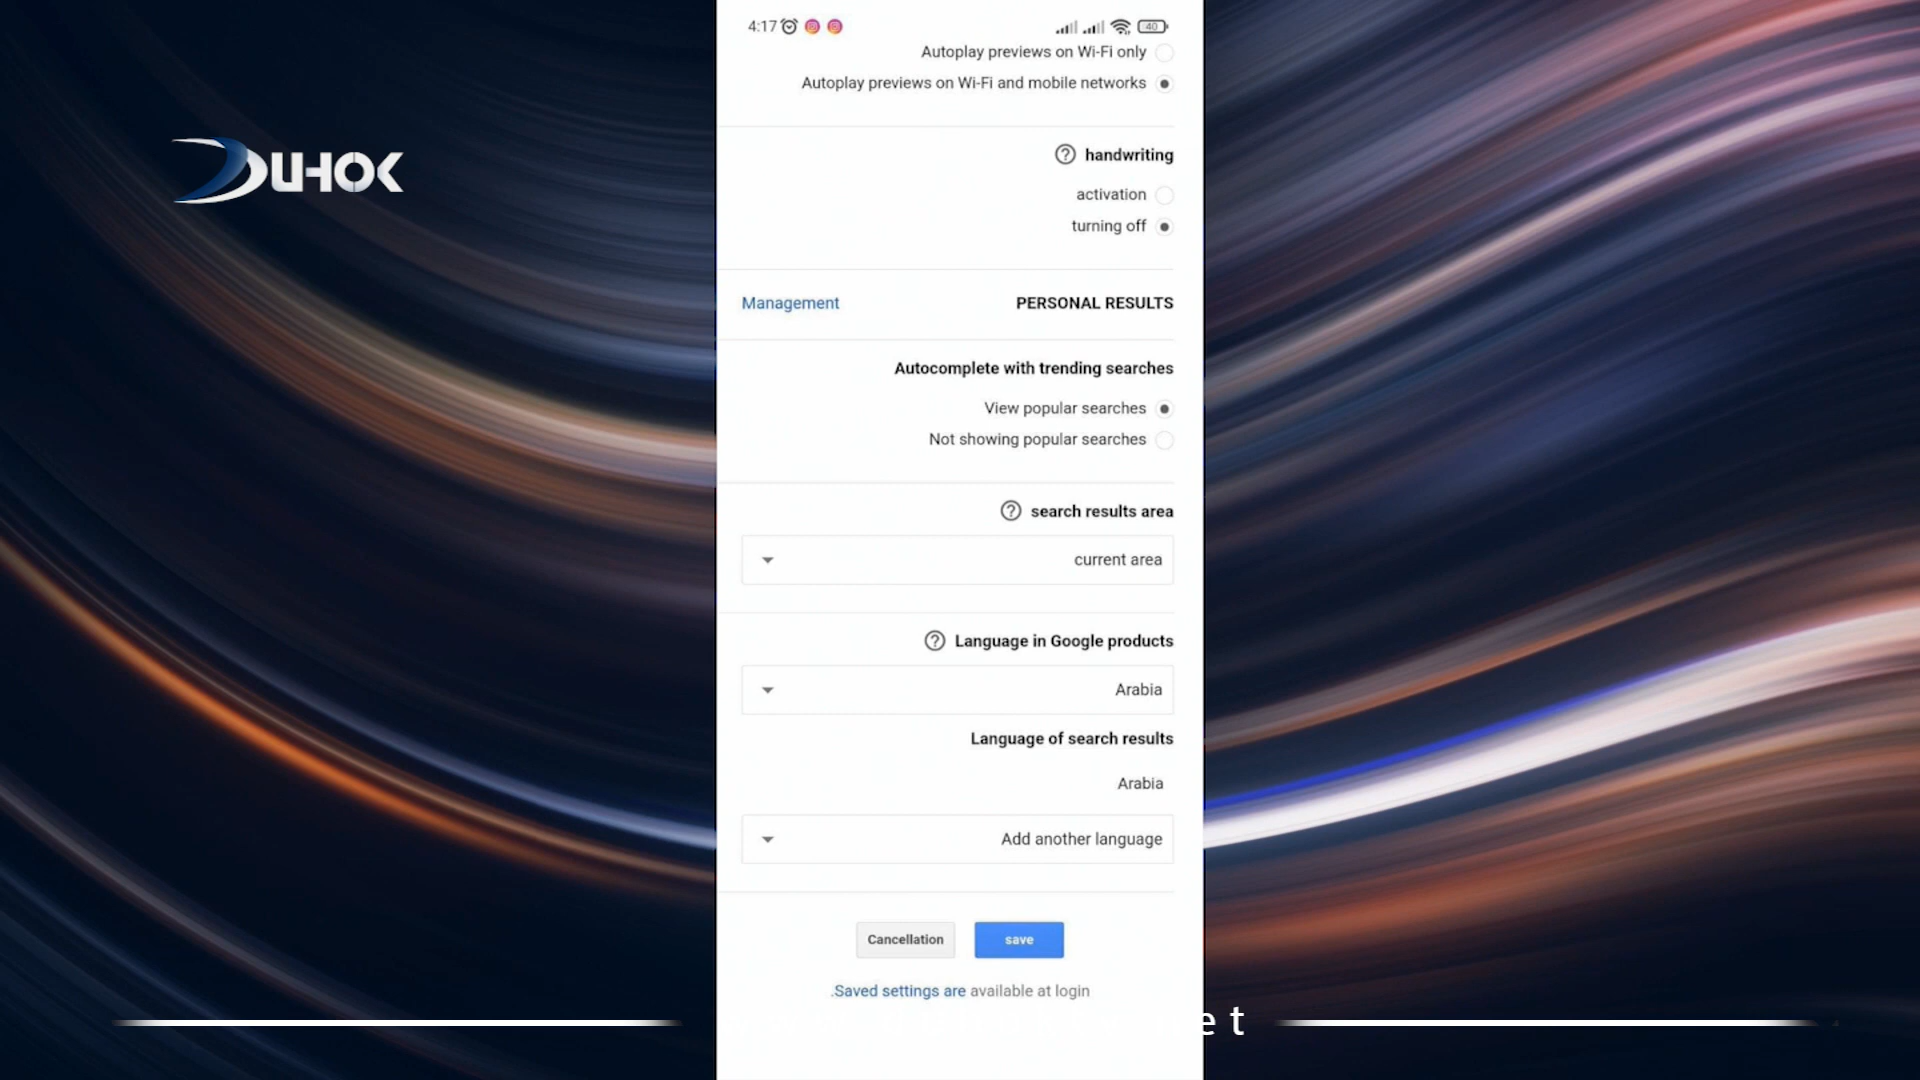 4:17
40
Autoplay previews on Wi-Fi only
Autoplay previews on Wi-Fi and mobile networks
DUHOK
handwriting
activation
turning off
Management
PERSONAL RESULTS
Autocomplete with trending searches
View popular searches
Not showing popular searches
search results area
current area
Language in Google products
Arabia
Language of search results
Arabia
Add another language
Cancellation
save
.Saved settings are available at login
e t